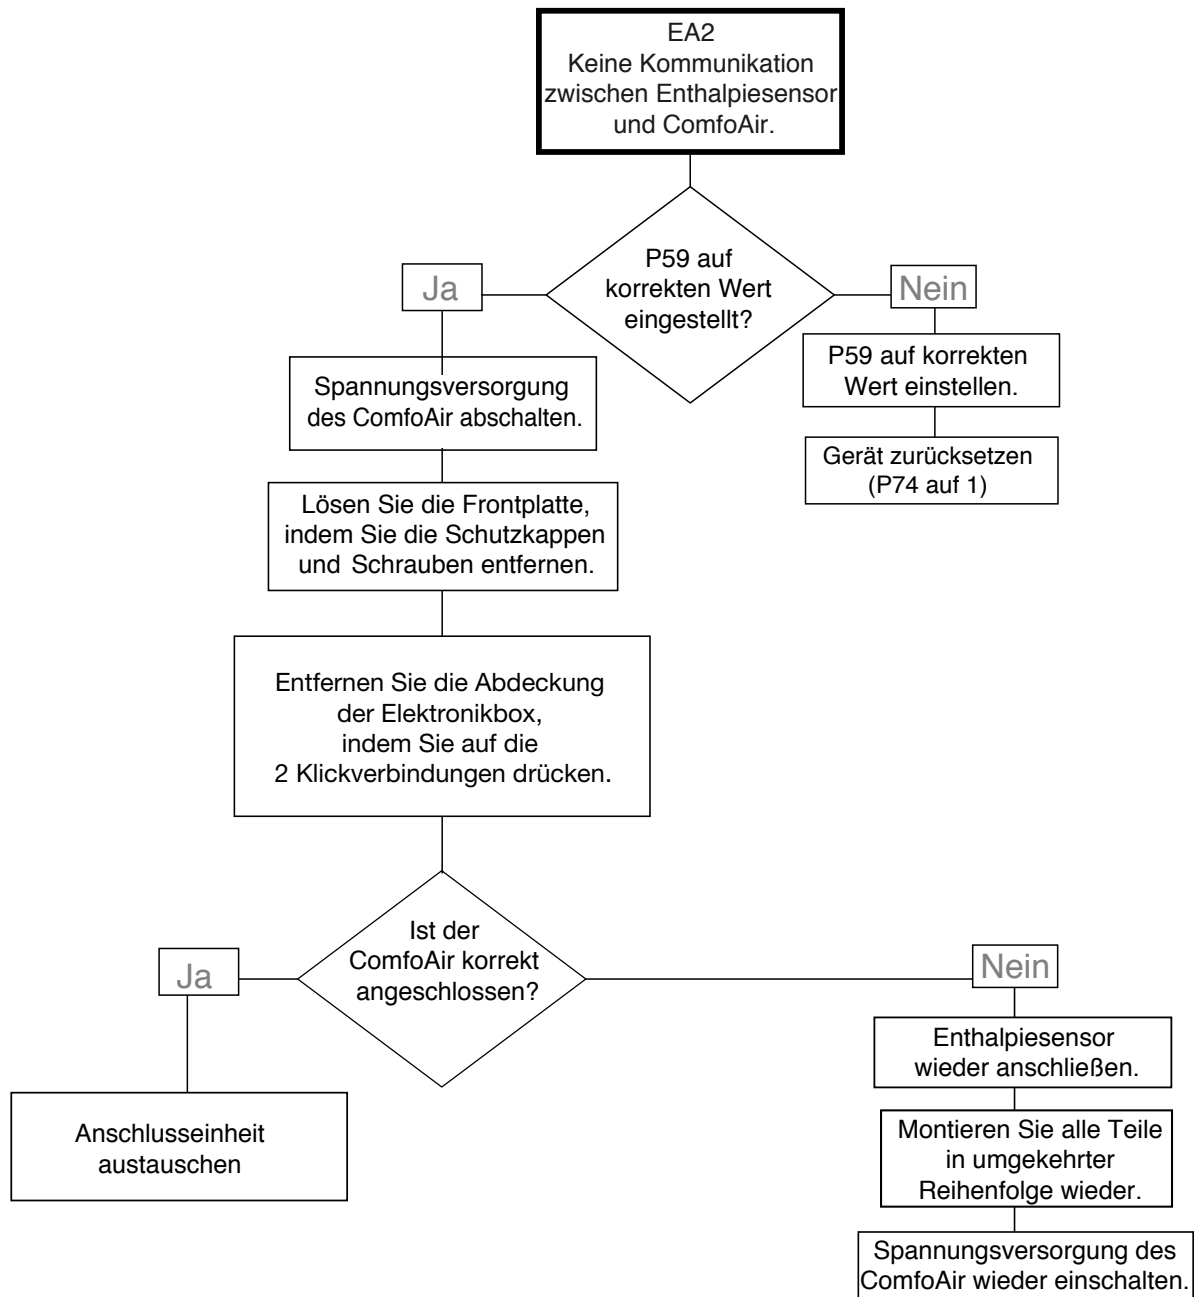 EA2
Keine Kommunikation
zwischen Enthalpiesensor
und ComfoAir.
P59 auf
korrekten Wert
eingestellt?
Ja
Nein
Spannungsversorgung
des ComfoAir abschalten.
P59 auf korrekten
Wert einstellen.
Gerät zurücksetzen
(P74 auf 1)
Lösen Sie die Frontplatte,
indem Sie die Schutzkappen
und Schrauben entfernen.
Entfernen Sie die Abdeckung
der Elektronikbox,
indem Sie auf die
2 Klickverbindungen drücken.
Ist der
ComfoAir korrekt
angeschlossen?
Ja
Nein
Anschlusseinheit
austauschen
Enthalpiesensor
wieder anschließen.
Montieren Sie alle Teile
in umgekehrter
Reihenfolge wieder.
Spannungsversorgung des
ComfoAir wieder einschalten.